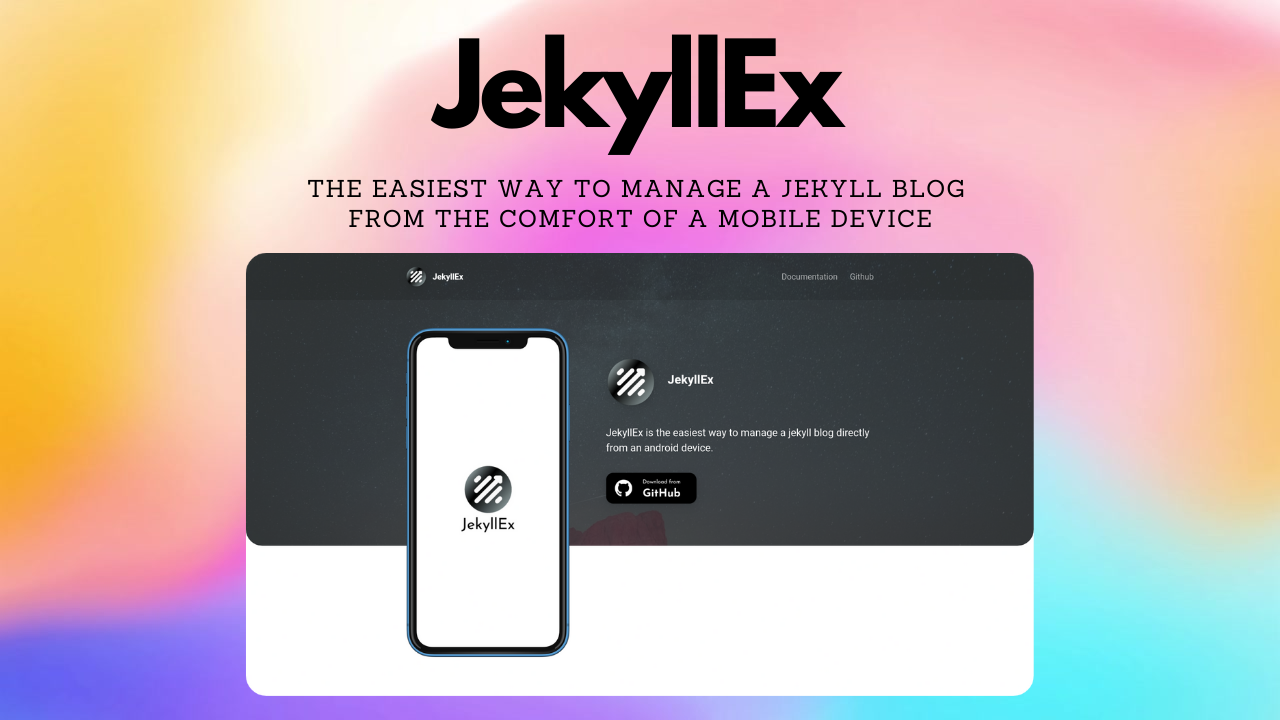 JekyllEx
THE EASIEST WAY TO MANAGE A JEKYLL BLOG
FROM THE COMFORT OF A MOBILE DEVICE
JekyllEx
Documentation
Github
JekyllEx
JekyllEx is the easiest way to manage a jekyll blog directly
from an android device.
Download from
GitHub
JekyllEx